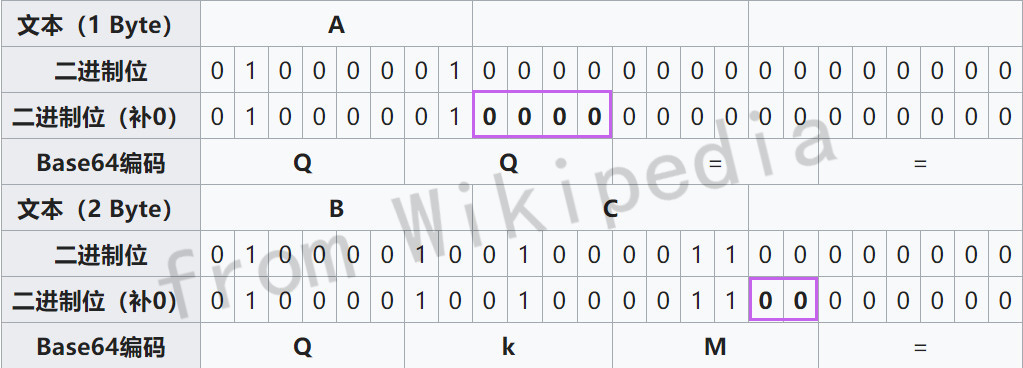 文本（1 Byte） A
二进制位 0 1 0 0 0 0 0 1 0 0 0 0 0 0 0 0 0 0 0 0 0 0 0 0
二进制位（补0） 0 1 0 0 0 0 0 1 0 0 0 0 0 0 0 0 0 0 0 0 0 0 0 0
Base64编码 Q Q = =
文本（2 Byte） B C
二进制位 0 1 0 0 0 0 1 0 0 1 0 0 0 0 1 1 0 0 0 0 0 0 0 0
二进制位（补0） 0 1 0 0 0 0 1 0 0 1 0 0 0 0 1 1 0 0 0 0 0 0 0 0
Base64编码 Q k M =
from Wikipedia